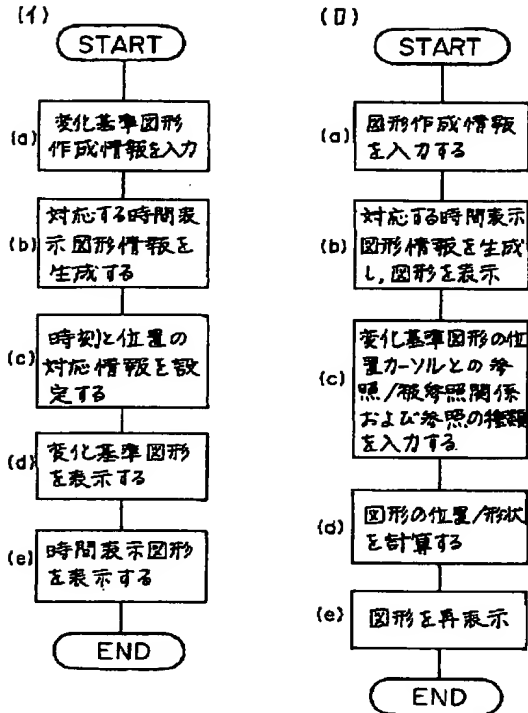 (イ)
START
(a)
変化基準図形
作成情報を入力
(b)
対応する時間表
示図形情報を
生成する
(c)
時刻と位置の
対応情報を設
定する
(d)
変化基準図形
を表示する
(e)
時間表示図形
を表示する
END
(ロ)
START
(a)
図形作成情報
を入力する
(b)
対応する時間表示
図形情報を生成
し,図形を表示
(c)
変化基準図形の位
置カーソルとの参
照/被参照関係
および参照の種類
を入力する
(d)
図形の位置/形状
を計算する
(e)
図形を再表示
END